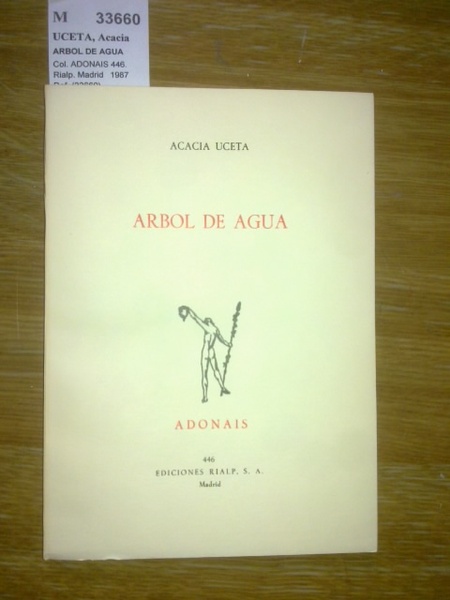 M 33660
UCETA, Acacia
ARBOL DE AGUA
Col. ADONAIS 446.
Rialp. Madrid 1987
ACACIA UCETA
ARBOL DE AGUA
ADONAIS
446
EDICIONES RIALP, S. A.
Madrid